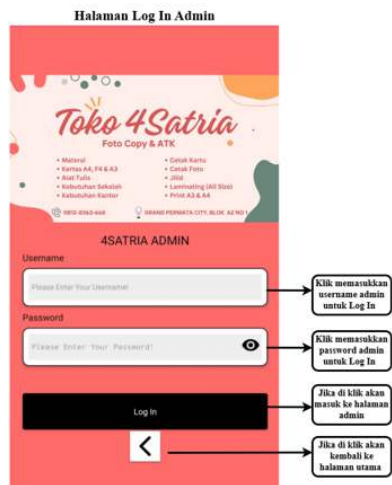 Halaman Log In Admin
Toko 4Satria
Foto Copy & ATK
• Materai
• Kertas A4, F4 & A3
• Alat Tulis
• Kebutuhan Sekolah
• Kebutuhan Kantor
• Cetak Kartu
• Cetak Foto
• Jilid
• Laminating (All Size)
• Print A3 & A4
GRAND PERMATA CITY, BLOK A2 NO 1
4SATRIA ADMIN
Username
Please Enter Your Username!
Klik memasukkan
username admin
untuk Log In
Password
Please Enter Your Password!
Klik memasukkan
password admin
untuk Log In
Log In
Jika di klik akan
masuk ke halaman
admin
Jika di klik akan
kembali ke
halaman utama